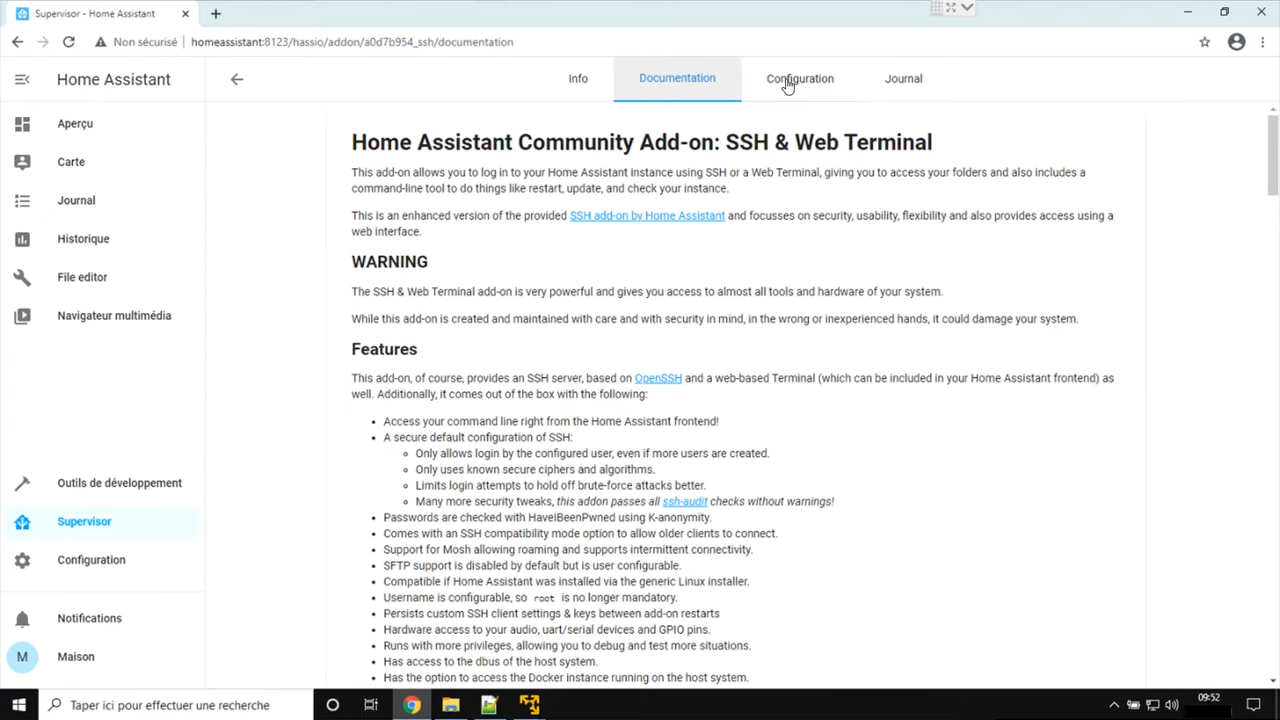 Supervisor - Home Assistant
Non sécurisé
homeassistant:8123/hassio/addon/a0d7b954_ssh/documentation
Home Assistant
Info
Documentation
Configuration
Journal
Aperçu
Carte
Journal
Historique
File editor
Navigateur multimédia
Outils de développement
Supervisor
Configuration
Notifications
M
Maison
Home Assistant Community Add-on: SSH & Web Terminal
This add-on allows you to log in to your Home Assistant instance using SSH or a Web Terminal, giving you to access your folders and also includes a
command-line tool to do things like restart, update, and check your instance.
This is an enhanced version of the provided SSH add-on by Home Assistant and focusses on security, usability, flexibility and also provides access using a
web interface.
WARNING
The SSH & Web Terminal add-on is very powerful and gives you access to almost all tools and hardware of your system.
While this add-on is created and maintained with care and with security in mind, in the wrong or inexperienced hands, it could damage your system.
Features
This add-on, of course, provides an SSH server, based on OpenSSH and a web-based Terminal (which can be included in your Home Assistant frontend) as
well. Additionally, it comes out of the box with the following:
• Access your command line right from the Home Assistant frontend!
• A secure default configuration of SSH:
◦ Only allows login by the configured user, even if more users are created.
◦ Only uses known secure ciphers and algorithms.
◦ Limits login attempts to hold off brute-force attacks better.
◦ Many more security tweaks, this addon passes all ssh-audit checks without warnings!
• Passwords are checked with HaveIBeenPwned using K-anonymity.
• Comes with an SSH compatibility mode option to allow older clients to connect.
• Support for Mosh allowing roaming and supports intermittent connectivity.
• SFTP support is disabled by default but is user configurable.
• Compatible if Home Assistant was installed via the generic Linux installer.
• Username is configurable, so root is no longer mandatory.
• Persists custom SSH client settings & keys between add-on restarts
• Hardware access to your audio, uart/serial devices and GPIO pins.
• Runs with more privileges, allowing you to debug and test more situations.
• Has access to the dbus of the host system.
• Has the option to access the Docker instance running on the host system.
Taper ici pour effectuer une recherche
09:52